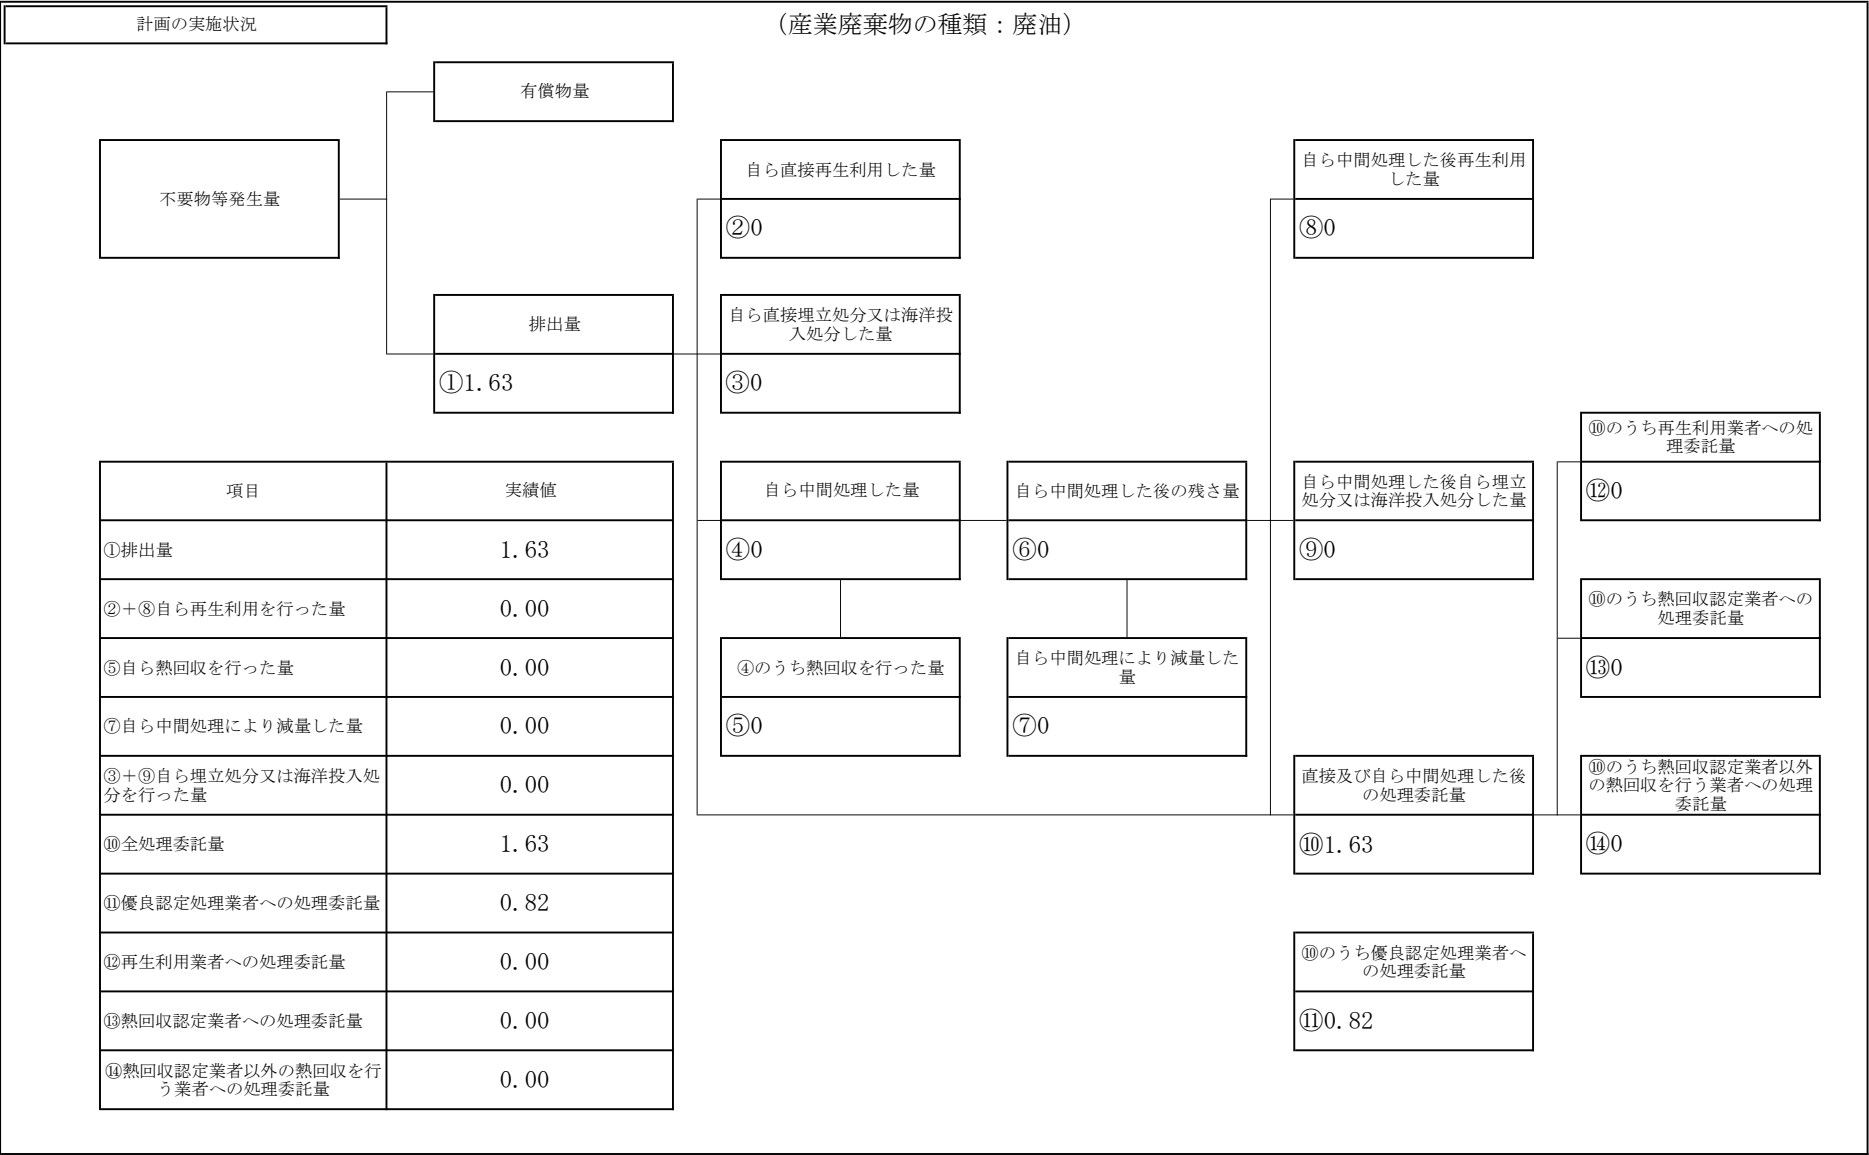 計画の実施状況
（産業廃棄物の種類：廃油）
有償物量
不要物等発生量
排出量
①1.63
自ら直接再生利用した量
②0
自ら直接埋立処分又は海洋投
入処分した量
③0
自ら中間処理した量
④0
④のうち熱回収を行った量
⑤0
自ら中間処理した後の残さ量
⑥0
自ら中間処理により減量した
量
⑦0
自ら中間処理した後再生利用
した量
⑧0
自ら中間処理した後自ら埋立
処分又は海洋投入処分した量
⑨0
直接及び自ら中間処理した後
の処理委託量
⑩1.63
⑩のうち優良認定処理業者へ
の処理委託量
⑪0.82
⑩のうち再生利用業者への処
理委託量
⑫0
⑩のうち熱回収認定業者への
処理委託量
⑬0
⑩のうち熱回収認定業者以外
の熱回収を行う業者への処理
委託量
⑭0
項目 実績値
①排出量 1.63
②＋⑧自ら再生利用を行った量 0.00
⑤自ら熱回収を行った量 0.00
⑦自ら中間処理により減量した量 0.00
③＋⑨自ら埋立処分又は海洋投入処
分を行った量 0.00
⑩全処理委託量 1.63
⑪優良認定処理業者への処理委託量 0.82
⑫再生利用業者への処理委託量 0.00
⑬熱回収認定業者への処理委託量 0.00
⑭熱回収認定業者以外の熱回収を行
う業者への処理委託量 0.00